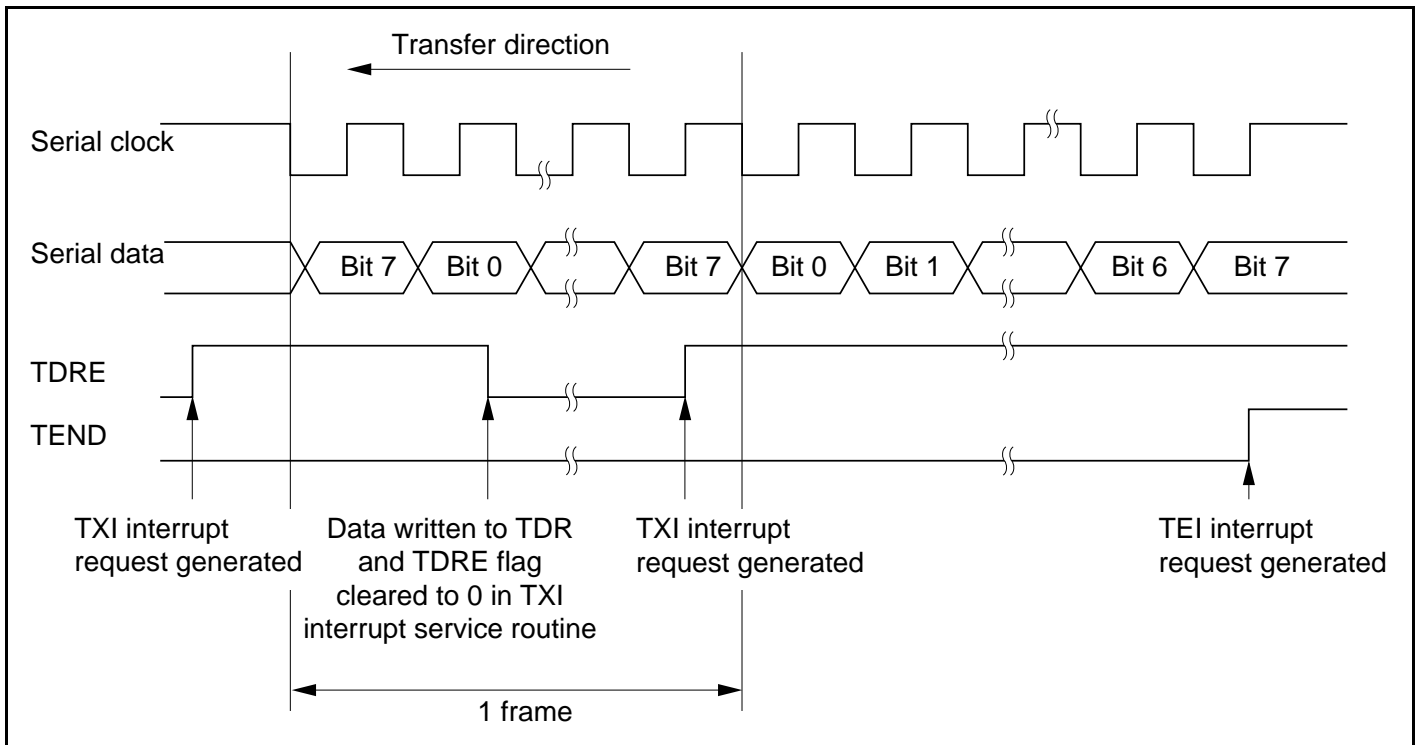 Transfer direction
Serial clock
Serial data
Bit 7 Bit 0 Bit 7 Bit 0 Bit 1 Bit 6 Bit 7
TDRE
TEND
TXI interrupt
request generated
Data written to TDR
and TDRE flag
cleared to 0 in TXI
interrupt service routine
TXI interrupt
request generated
TEI interrupt
request generated
1 frame